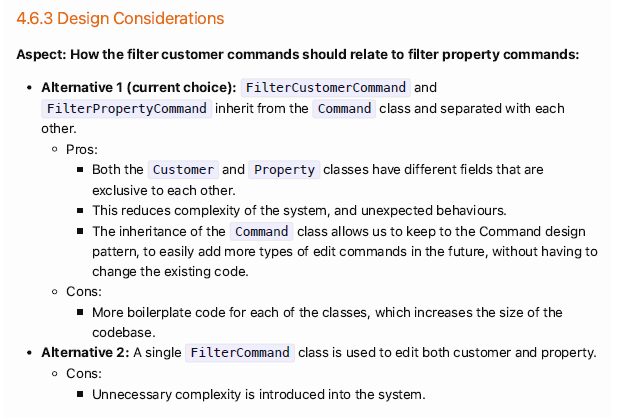 4.6.3 Design Considerations
Aspect: How the filter customer commands should relate to filter property commands:
• Alternative 1 (current choice): FilterCustomerCommand and
FilterPropertyCommand inherit from the Command class and separated with each
other.
◦ Pros:
▪ Both the Customer and Property classes have different fields that are
exclusive to each other.
▪ This reduces complexity of the system, and unexpected behaviours.
▪ The inheritance of the Command class allows us to keep to the Command design
pattern, to easily add more types of edit commands in the future, without having to
change the existing code.
◦ Cons:
▪ More boilerplate code for each of the classes, which increases the size of the
codebase.
• Alternative 2: A single FilterCommand class is used to edit both customer and property.
◦ Cons:
▪ Unnecessary complexity is introduced into the system.